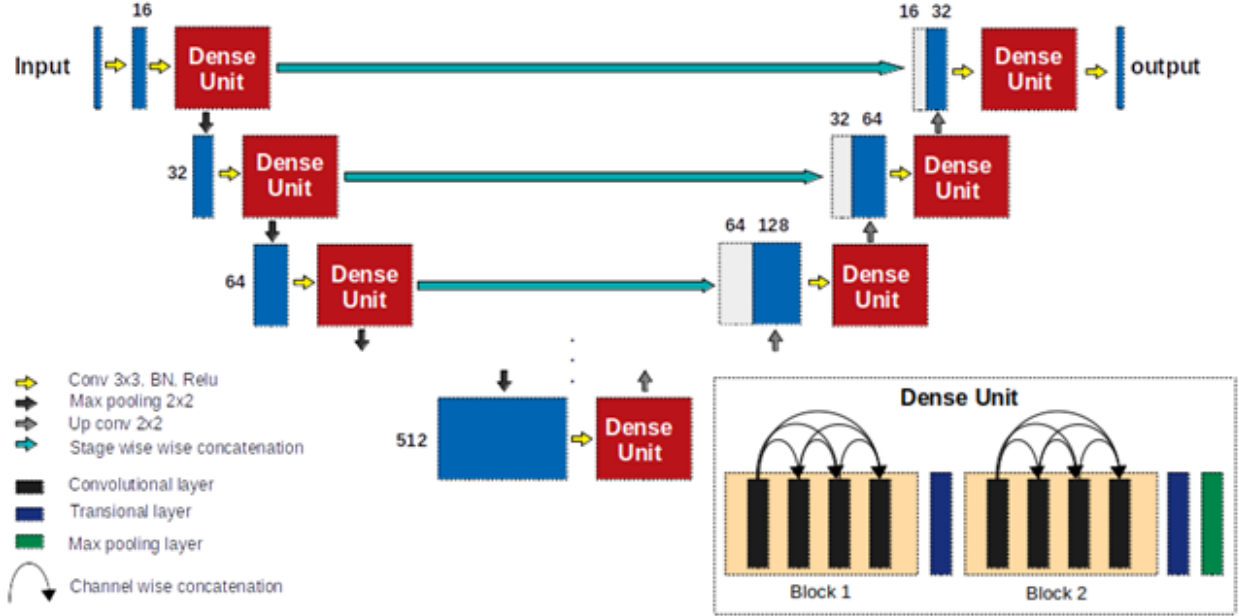 16
16 32
Input
Dense
Unit
Dense
Unit
output
32 64
32
Dense
Unit
Dense
Unit
64 128
64
Dense
Unit
Dense
Unit
Conv 3x3, BN, Relu
Max pooling 2x2
Up conv 2x2
Stage wise wise concatenation
512
Dense
Unit
Convolutional layer
Transional layer
Max pooling layer
Channel wise concatenation
Dense Unit
Block 1
Block 2